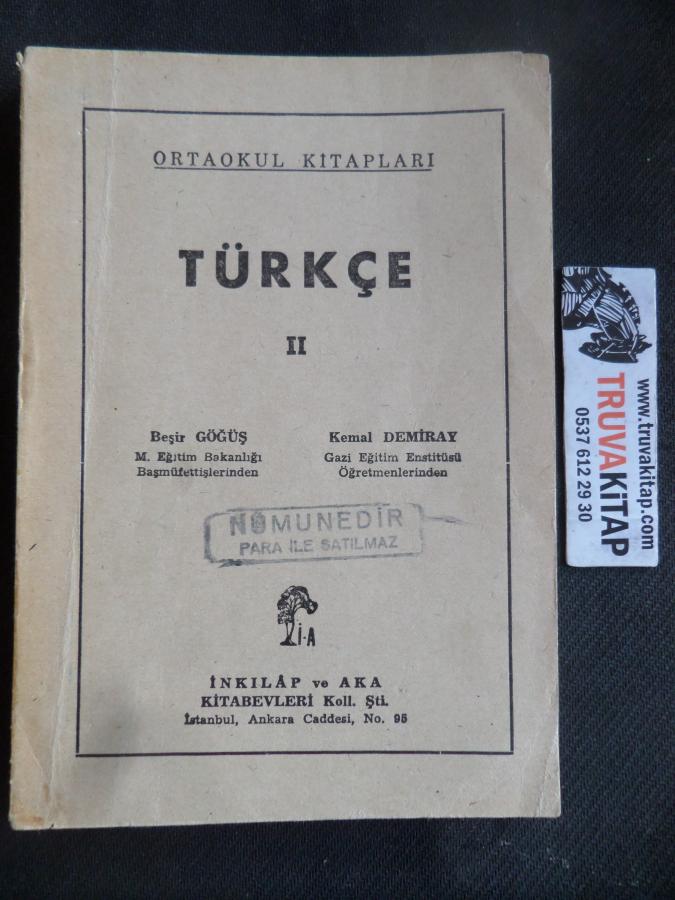 ORTAOKUL KİTAPLARI
TÜRKÇE
II
Beşir GÖĞÜŞ
M. Eğitim Bakanlığı
Başmüfettişlerinden
Kemal DEMİRAY
Gazi Eğitim Enstitüsü
Öğretmenlerinden
NÜMUNEDİR
PARA İLE SATILMAZ
İ-A
İNKILÂP ve AKA
KİTABEVLERİ Koll. Şti.
İstanbul, Ankara Caddesi, No. 95
www.truvakitap.com
TRUVAKİTAP
0537 612 29 30